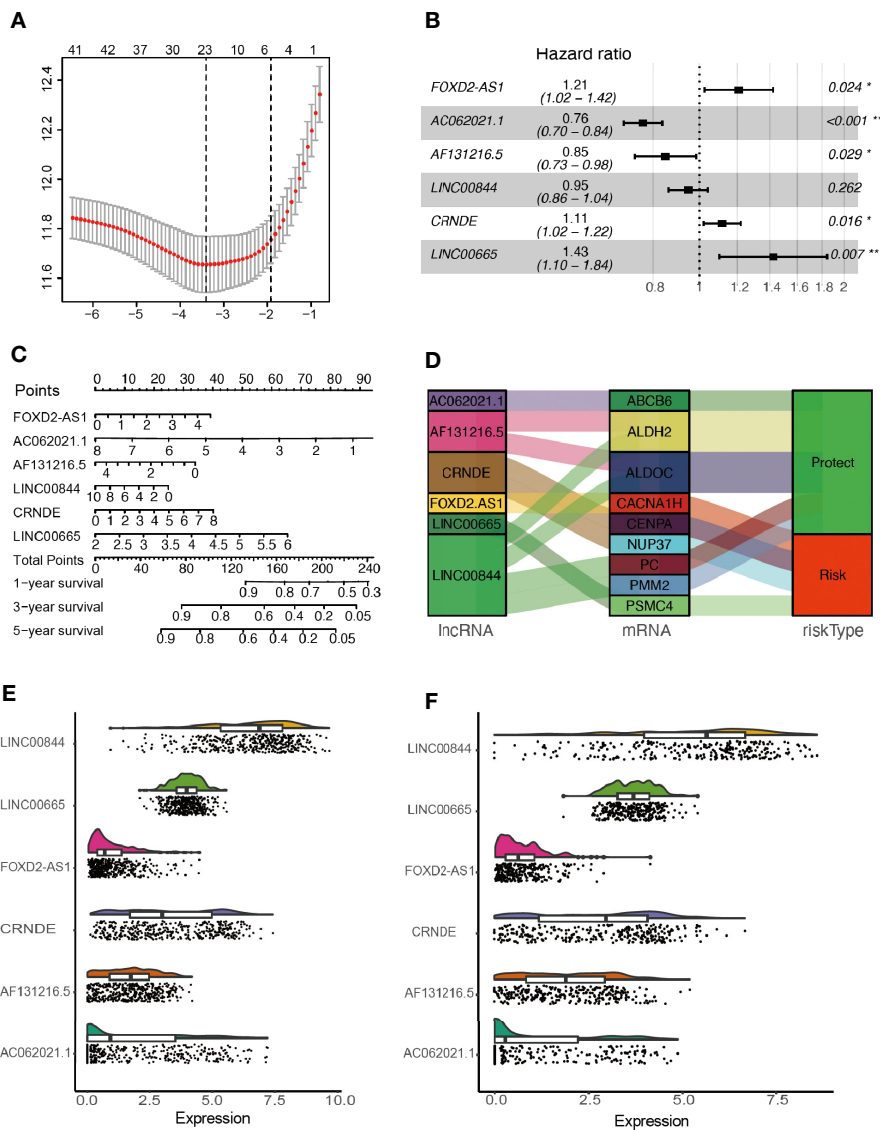 A
41 42 37 30 23 10 6 4 1
12.4
12.2
12.0
11.8
11.6
−6 −5 −4 −3 −2 −1
B
Hazard ratio
FOXD2-AS1 1.21 0.024 *
(1.02 – 1.42)
AC062021.1 0.76 <0.001 **
(0.70 – 0.84)
AF131216.5 0.85 0.029 *
(0.73 – 0.98)
LINC00844 0.95 0.262
(0.86 – 1.04)
CRNDE 1.11 0.016 *
(1.02 – 1.22)
LINC00665 1.43 0.007 **
(1.10 – 1.84)
0.8 1 1.2 1.4 1.6 1.8 2
C
Points 0 10 20 30 40 50 60 70 80 90
FOXD2-AS1
0 1 2 3 4
AC062021.1
8 7 6 5 4 3 2 1
AF131216.5
4 2 0
LINC00844
10 8 6 4 2 0
CRNDE
0 1 2 3 4 5 6 7 8
LINC00665
2 2.5 3 3.5 4 4.5 5 5.5 6
Total Points
0 40 80 120 160 200 240
1-year survival
0.9 0.8 0.7 0.5 0.3
3-year survival
0.9 0.8 0.6 0.4 0.2 0.05
5-year survival
0.9 0.8 0.6 0.4 0.2 0.05
D
AC062021.1
AF131216.5
CRNDE
FOXD2.AS1
LINC00665
LINC00844
lncRNA
ABCB6
ALDH2
ALDOC
CACNA1H
CENPA
NUP37
PC
PMM2
PSMC4
mRNA
Protect
Risk
riskType
E
LINC00844
LINC00665
FOXD2-AS1
CRNDE
AF131216.5
AC062021.1
0.0 2.5 5.0 7.5 10.0
Expression
F
LINC00844
LINC00665
FOXD2-AS1
CRNDE
AF131216.5
AC062021.1
0.0 2.5 5.0 7.5
Expression